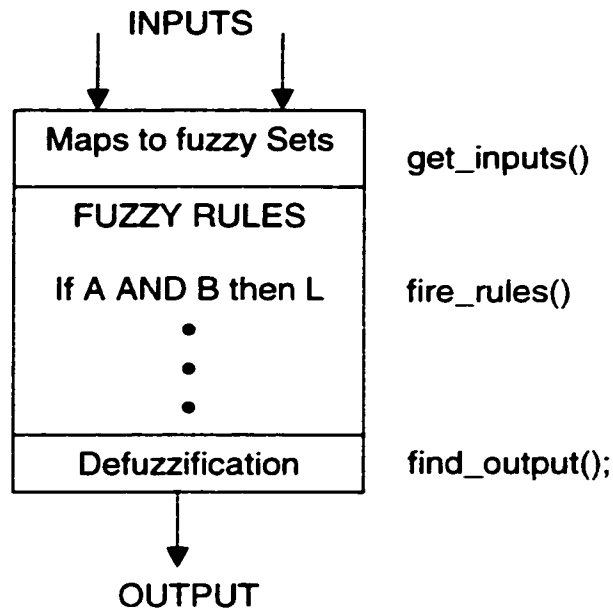 INPUTS
Maps to fuzzy Sets
get_inputs()
FUZZY RULES
If A AND B then L
fire_rules()
Defuzzification
find_output();
OUTPUT